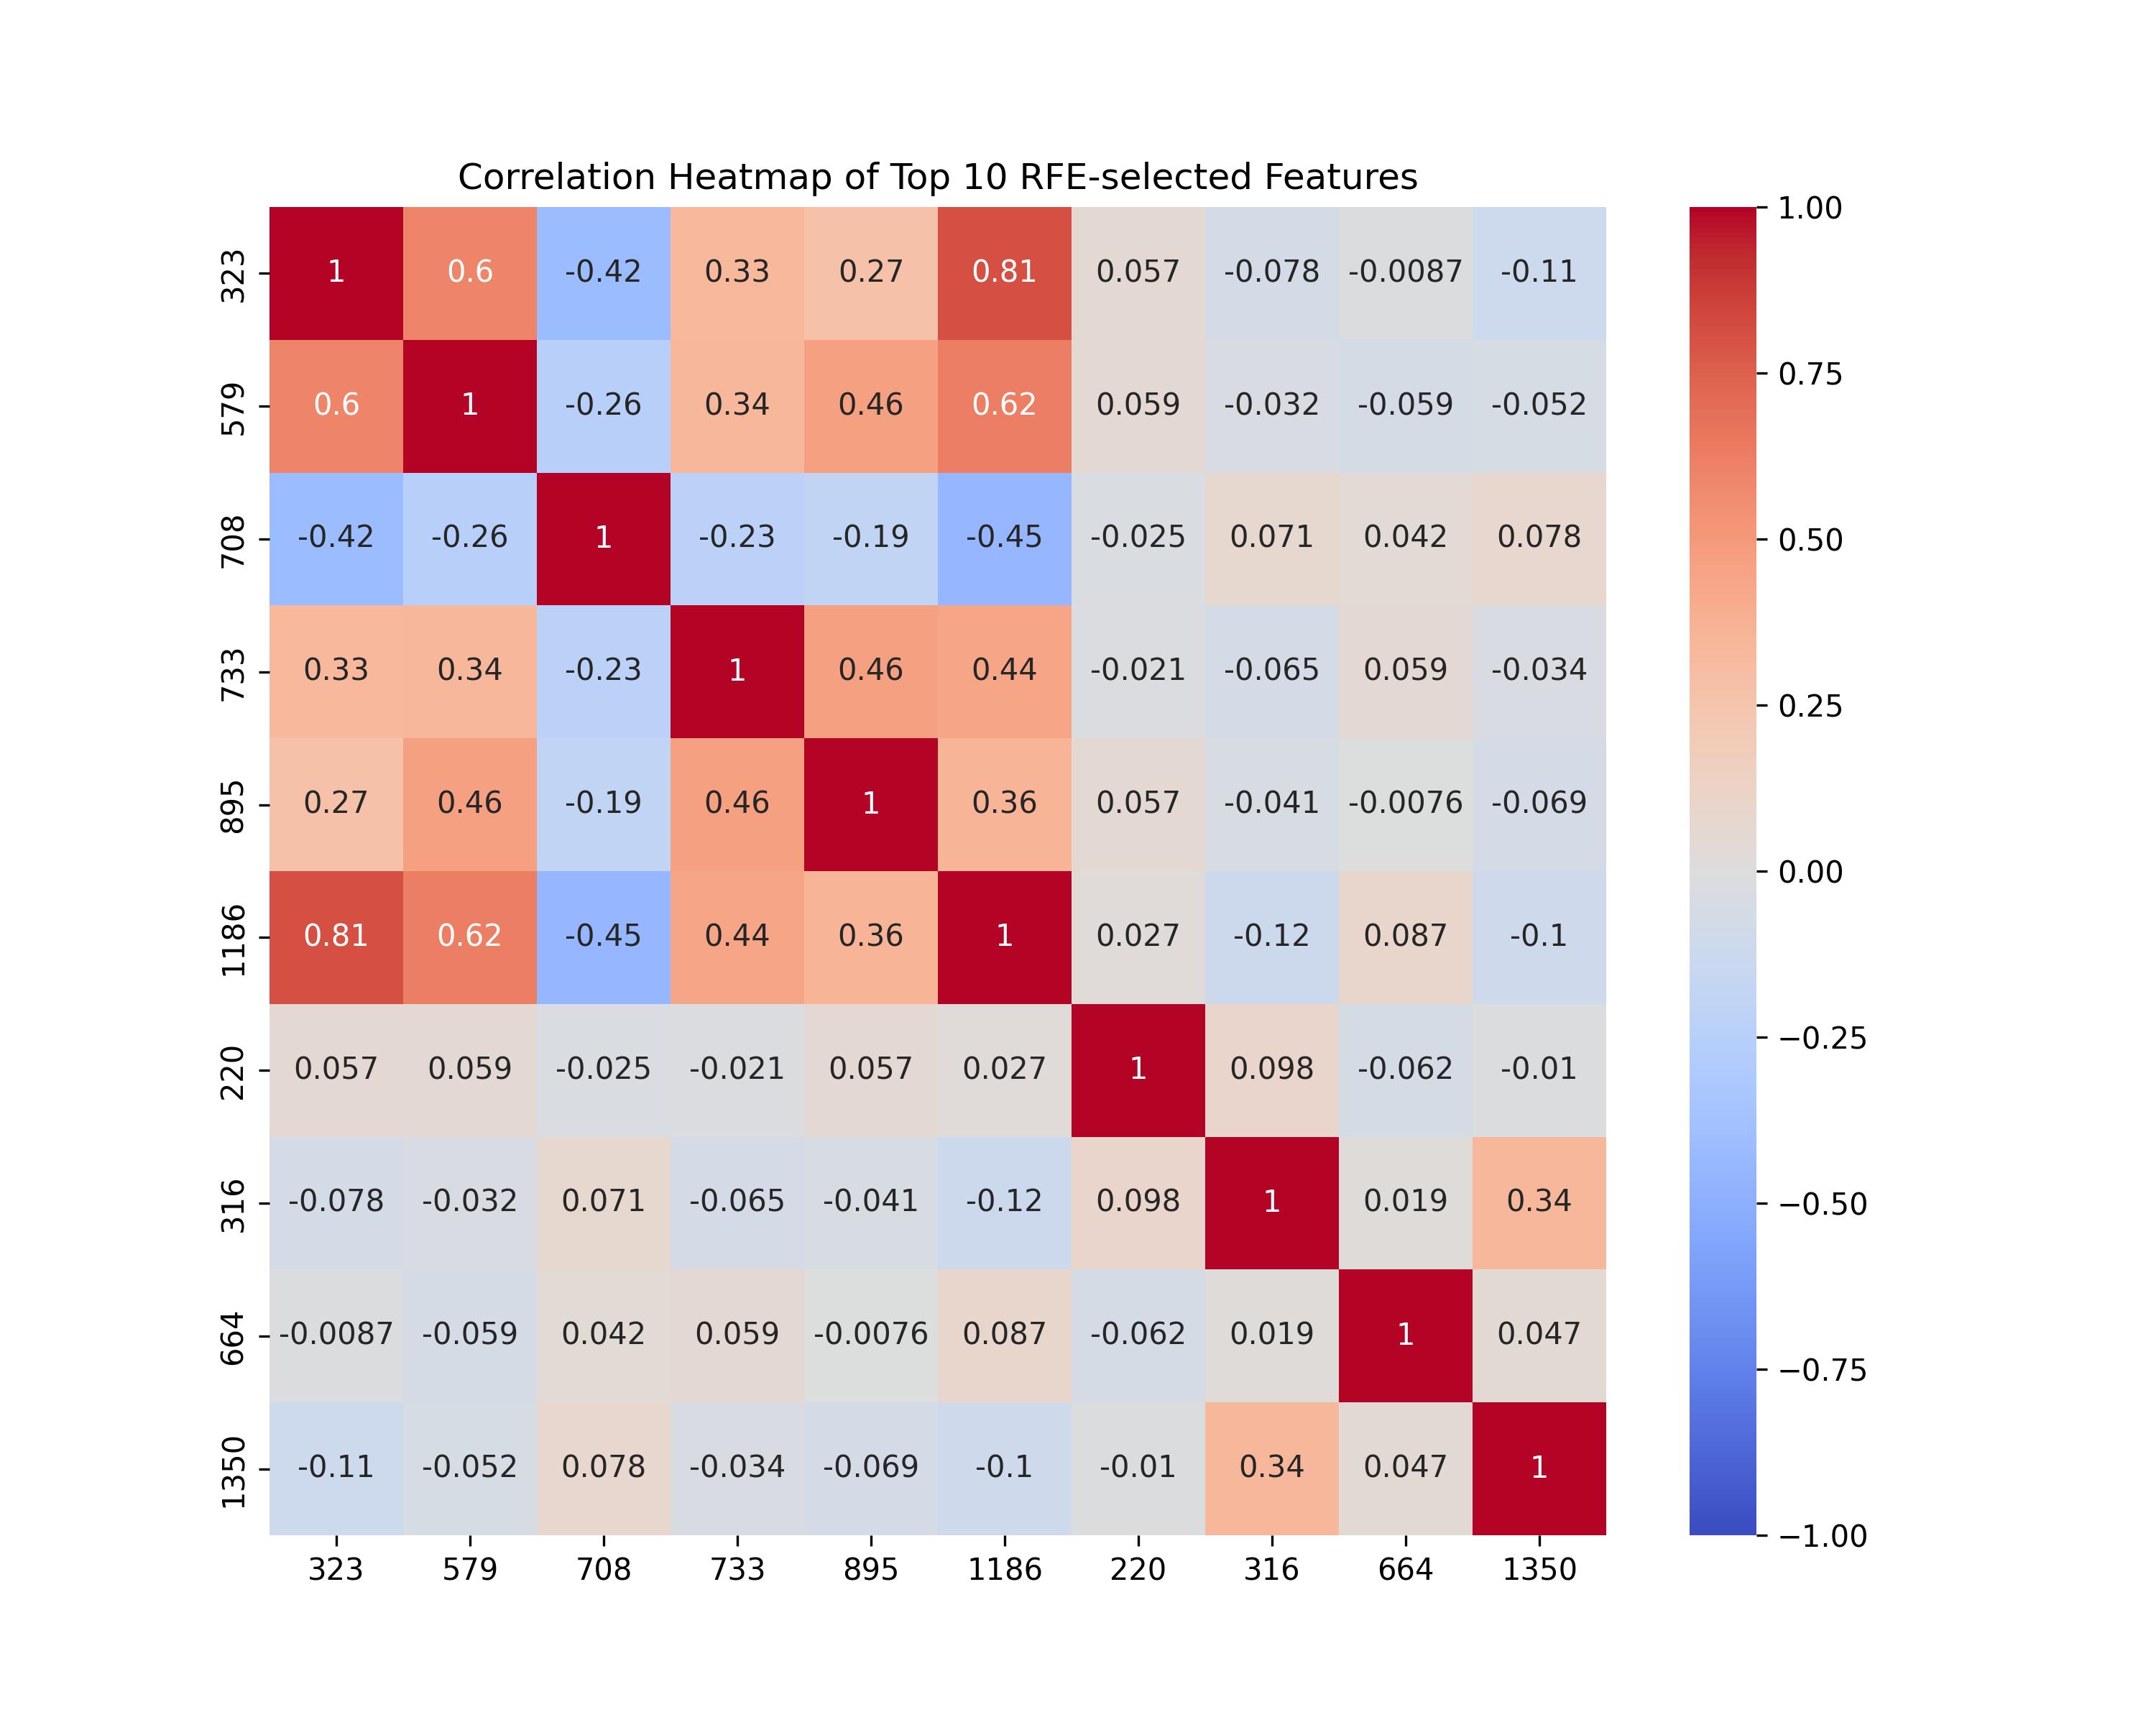 Correlation Heatmap of Top 10 RFE-selected Features
323 1 0.6 -0.42 0.33 0.27 0.81 0.057 -0.078 -0.0087 -0.11
579 0.6 1 -0.26 0.34 0.46 0.62 0.059 -0.032 -0.059 -0.052
708 -0.42 -0.26 1 -0.23 -0.19 -0.45 -0.025 0.071 0.042 0.078
733 0.33 0.34 -0.23 1 0.46 0.44 -0.021 -0.065 0.059 -0.034
895 0.27 0.46 -0.19 0.46 1 0.36 0.057 -0.041 -0.0076 -0.069
1186 0.81 0.62 -0.45 0.44 0.36 1 0.027 -0.12 0.087 -0.1
220 0.057 0.059 -0.025 -0.021 0.057 0.027 1 0.098 -0.062 -0.01
316 -0.078 -0.032 0.071 -0.065 -0.041 -0.12 0.098 1 0.019 0.34
664 -0.0087 -0.059 0.042 0.059 -0.0076 0.087 -0.062 0.019 1 0.047
1350 -0.11 -0.052 0.078 -0.034 -0.069 -0.1 -0.01 0.34 0.047 1
323 579 708 733 895 1186 220 316 664 1350
1.00
0.75
0.50
0.25
0.00
−0.25
−0.50
−0.75
−1.00